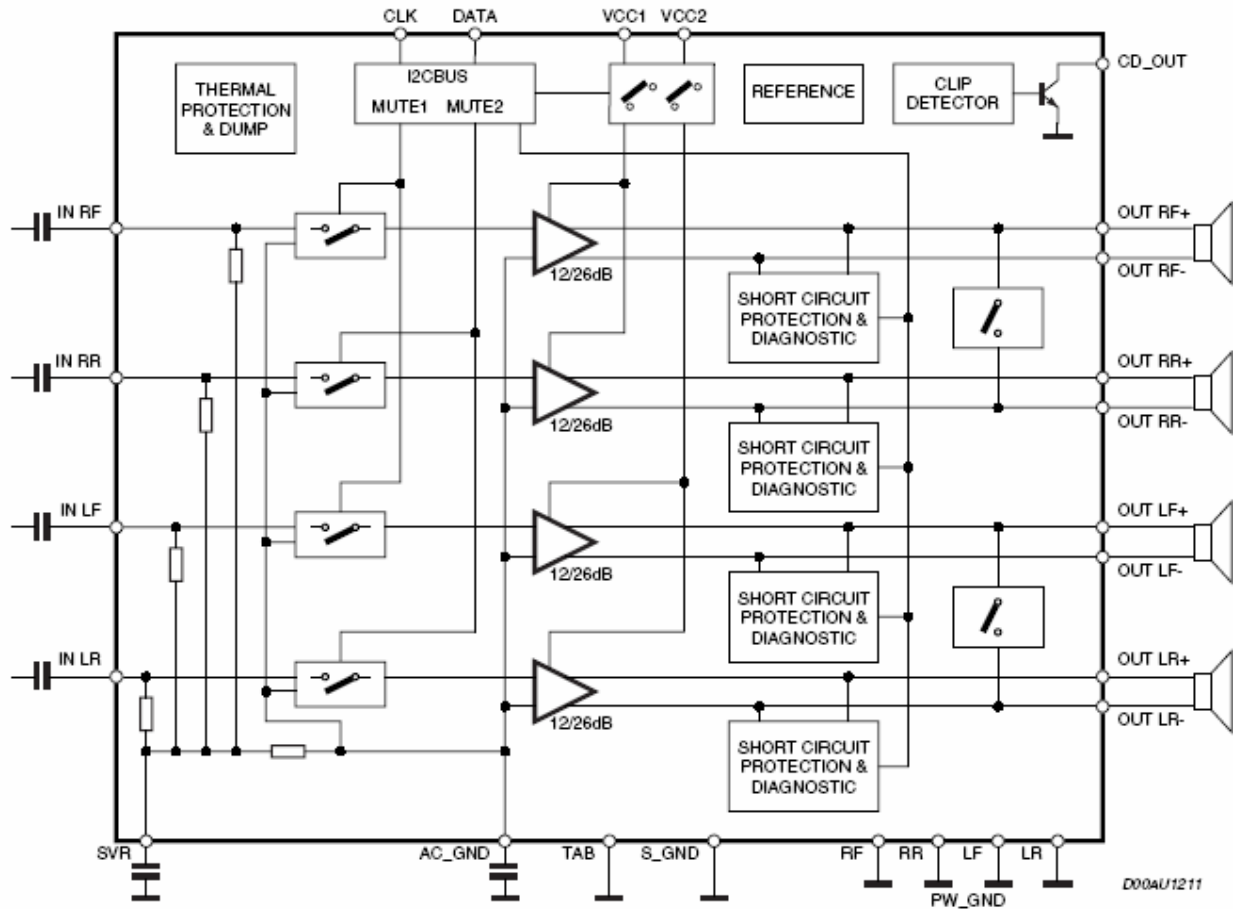 CLK DATA VCC1 VCC2
CD_OUT
THERMAL
PROTECTION
& DUMP
I2CBUS
MUTE1 MUTE2
REFERENCE
CLIP
DETECTOR
IN RF
12/26dB
SHORT CIRCUIT
PROTECTION &
DIAGNOSTIC
OUT RF+
OUT RF-
IN RR
12/26dB
SHORT CIRCUIT
PROTECTION &
DIAGNOSTIC
OUT RR+
OUT RR-
IN LF
12/26dB
SHORT CIRCUIT
PROTECTION &
DIAGNOSTIC
OUT LF+
OUT LF-
IN LR
12/26dB
SHORT CIRCUIT
PROTECTION &
DIAGNOSTIC
OUT LR+
OUT LR-
SVR AC_GND TAB S_GND RF RR LF LR
PW_GND
D00AU1211